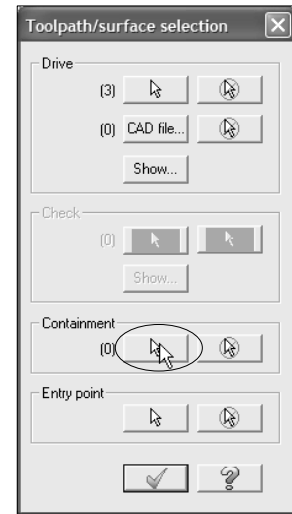 Toolpath/surface selection
Drive
(3)
(0) CAD file...
Show...
Check
(0)
Show...
Containment
(0)
Entry point